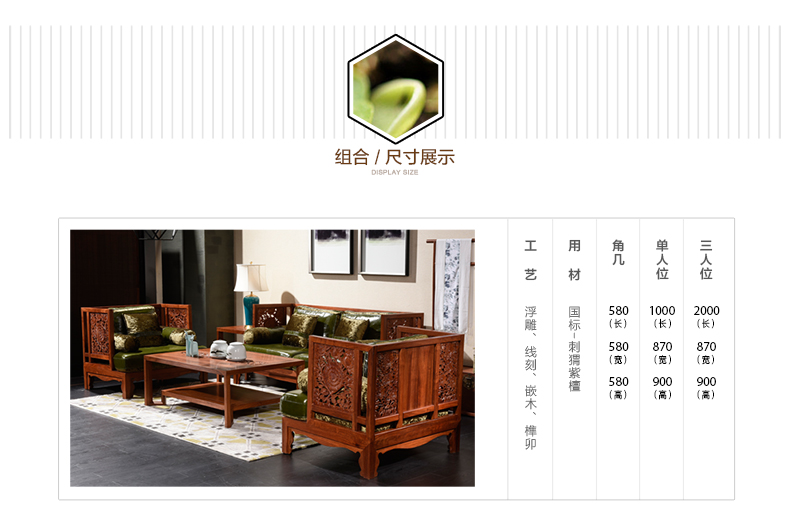 组合 / 尺寸展示
DISPLAY SIZE
三人位
2000
（长）
870
（宽）
900
（高）
单人位
1000
（长）
870
（宽）
900
（高）
角几
580
（长）
580
（宽）
580
（高）
用材
国标-刺猬紫檀
工艺
浮雕、线刻、嵌木、榫卯